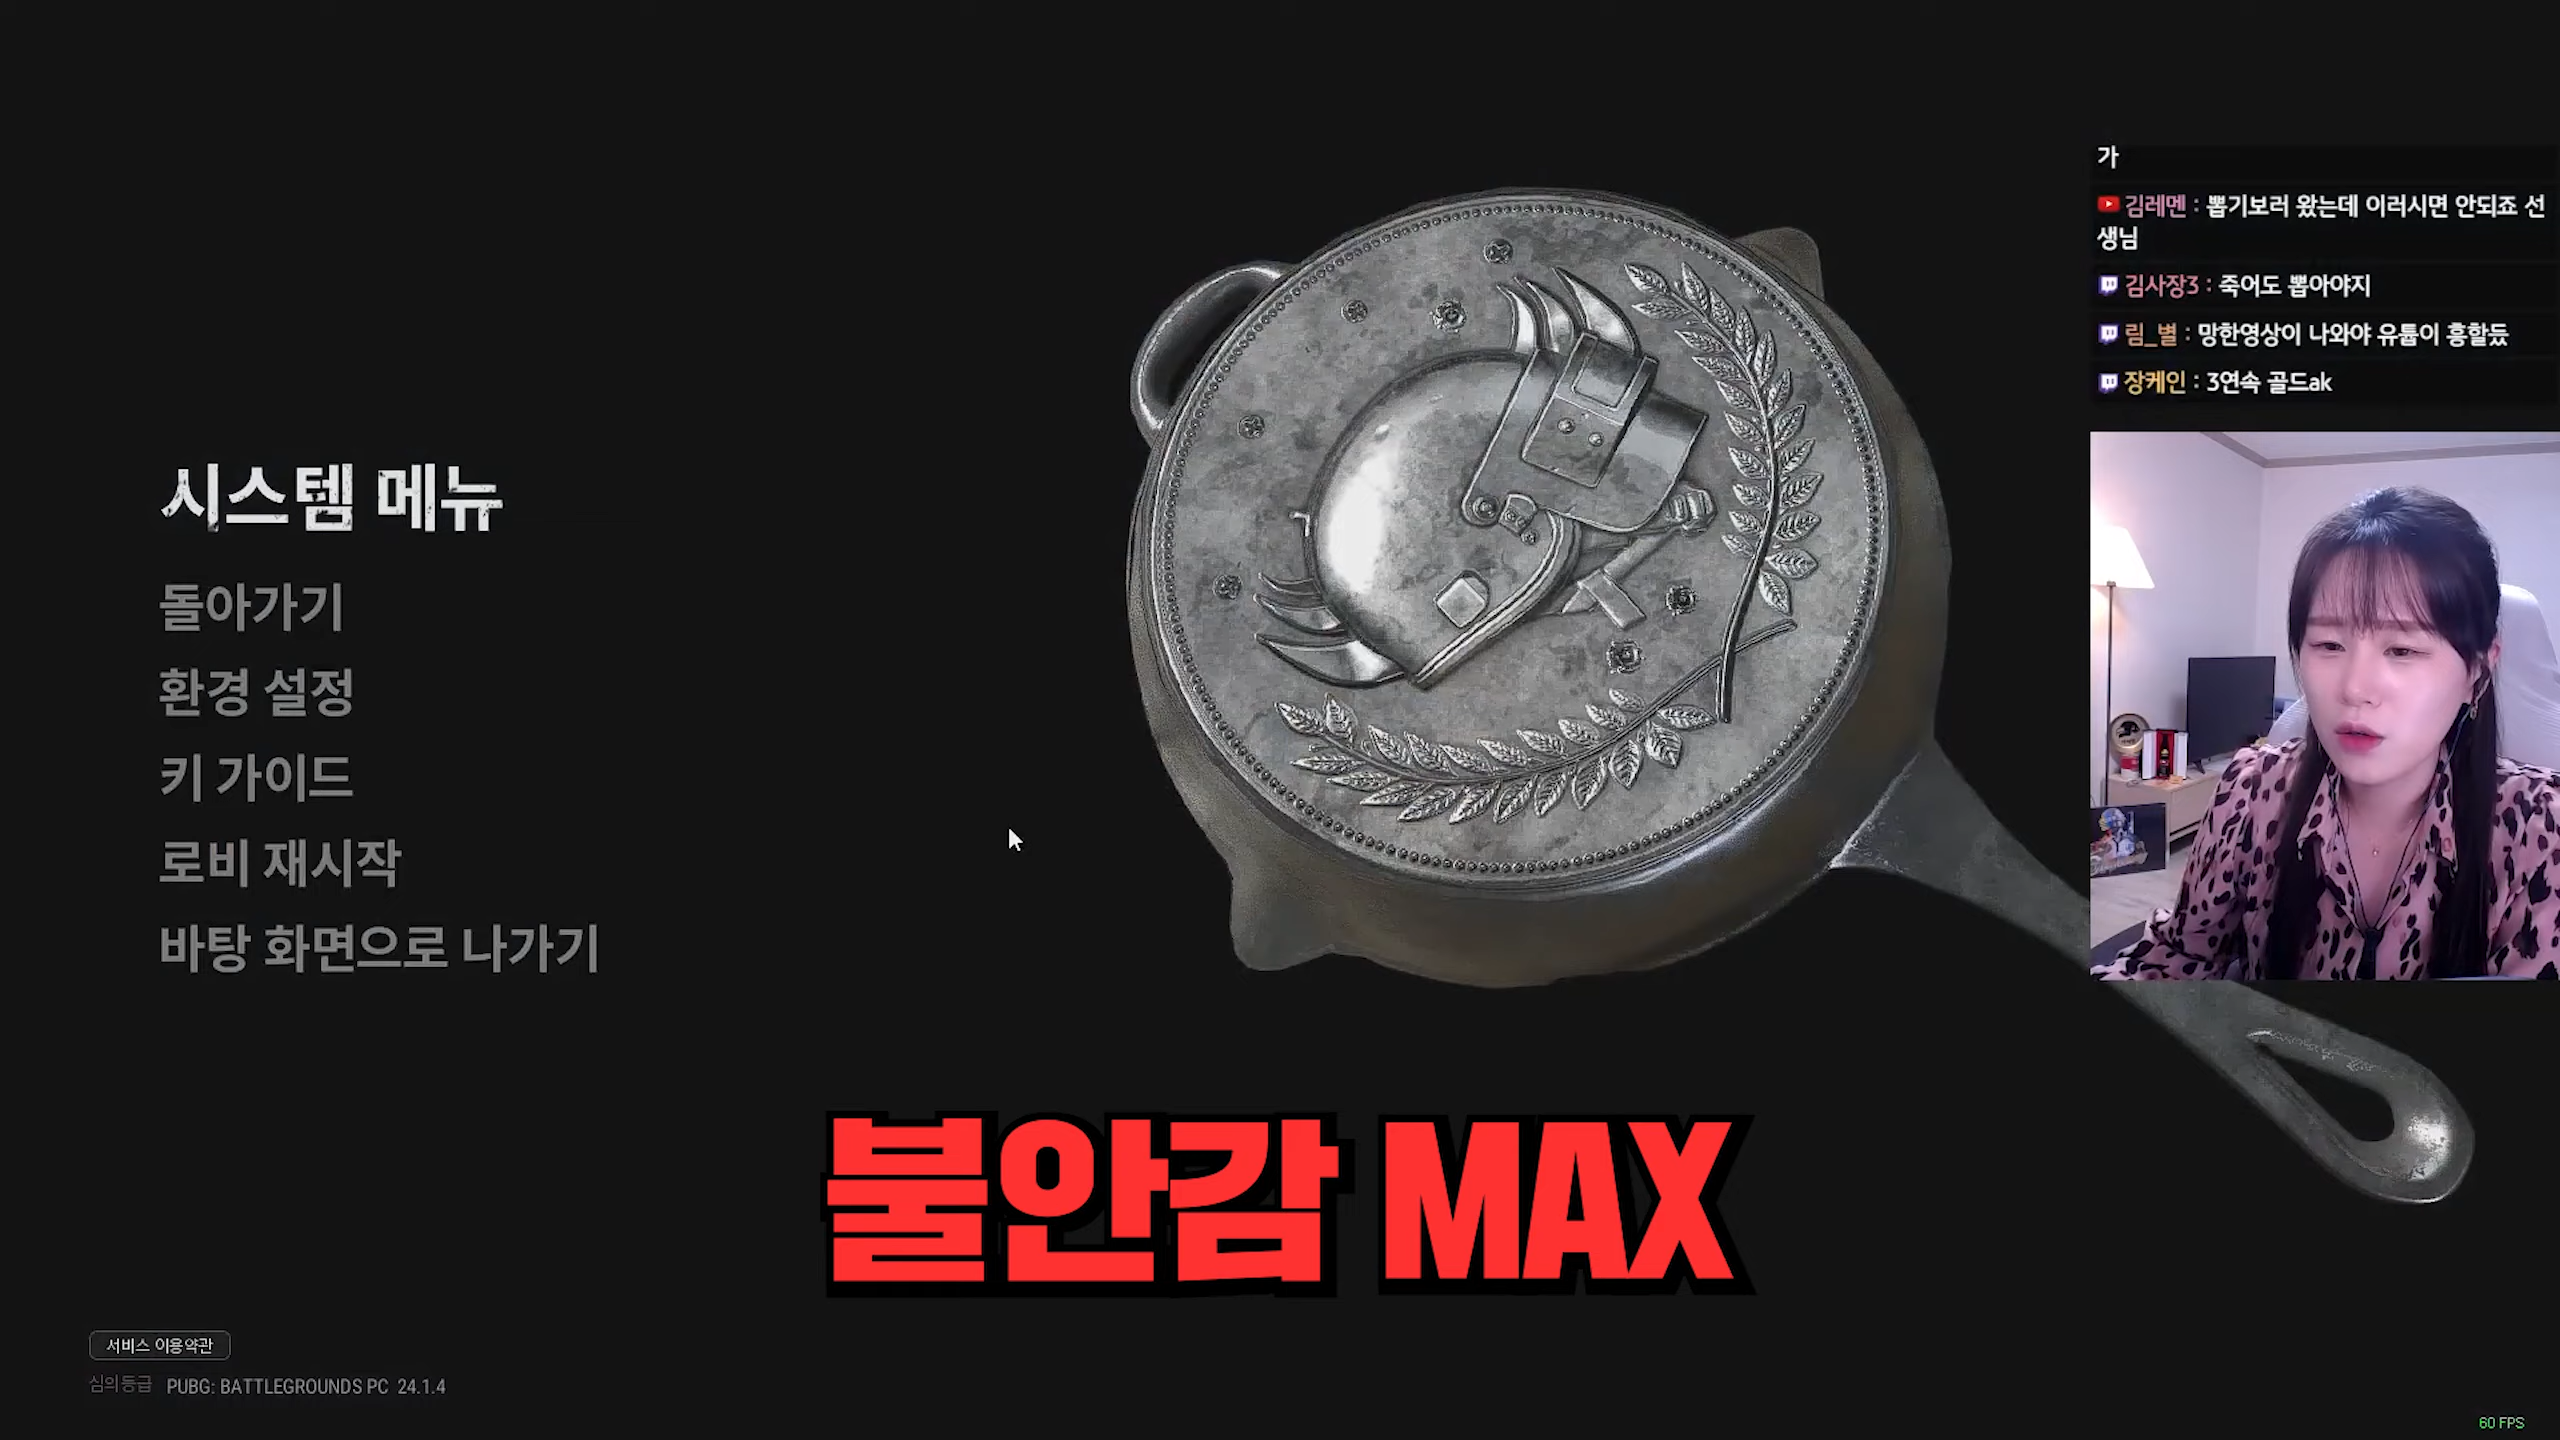 가
김레멘 : 뽑기보러 왔는데 이러시면 안되죠 선
생님
김사장3 : 죽어도 뽑아야지
림_별 : 망한영상이 나와야 유튭이 흥할듰
장케인 : 3연속 골드ak
시스템 메뉴
돌아가기
환경 설정
키 가이드
로비 재시작
바탕 화면으로 나가기
불안감 MAX
서비스 이용약관
심의등급 PUBG: BATTLEGROUNDS PC 24.1.4
60 FPS